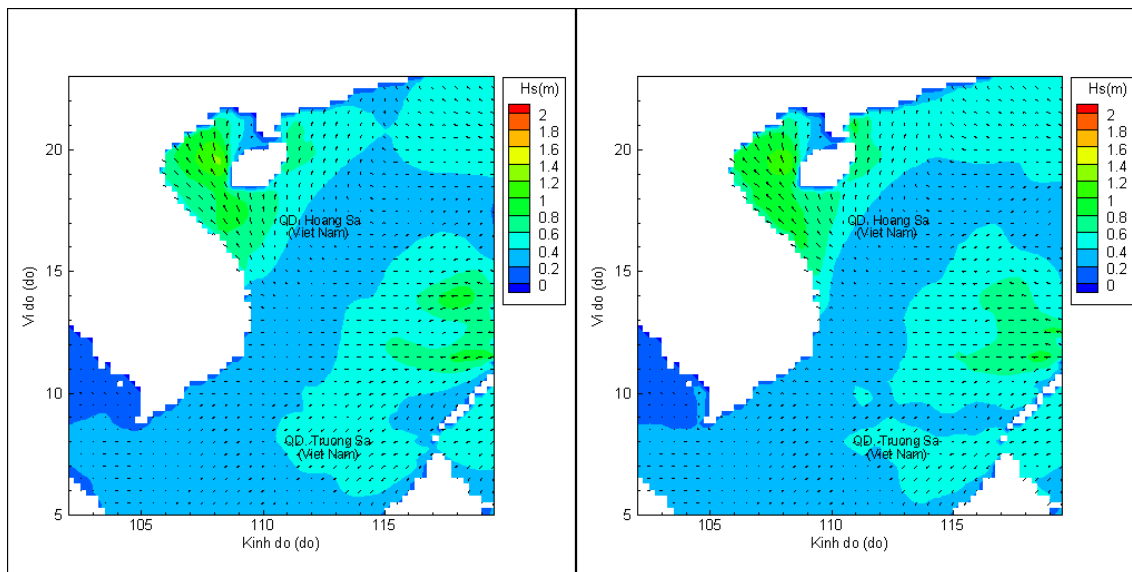 Hs(m)
2
1.8
1.6
1.4
1.2
1
0.8
0.6
0.4
0.2
0
20
15
10
5
Vi do (do)
105
110
115
Kinh do (do)
QD. Hoang Sa
(Viet Nam)
QD. Truong Sa
(Viet Nam)
Hs(m)
2
1.8
1.6
1.4
1.2
1
0.8
0.6
0.4
0.2
0
20
15
10
5
Vi do (do)
105
110
115
Kinh do (do)
QD. Hoang Sa
(Viet Nam)
QD. Truong Sa
(Viet Nam)